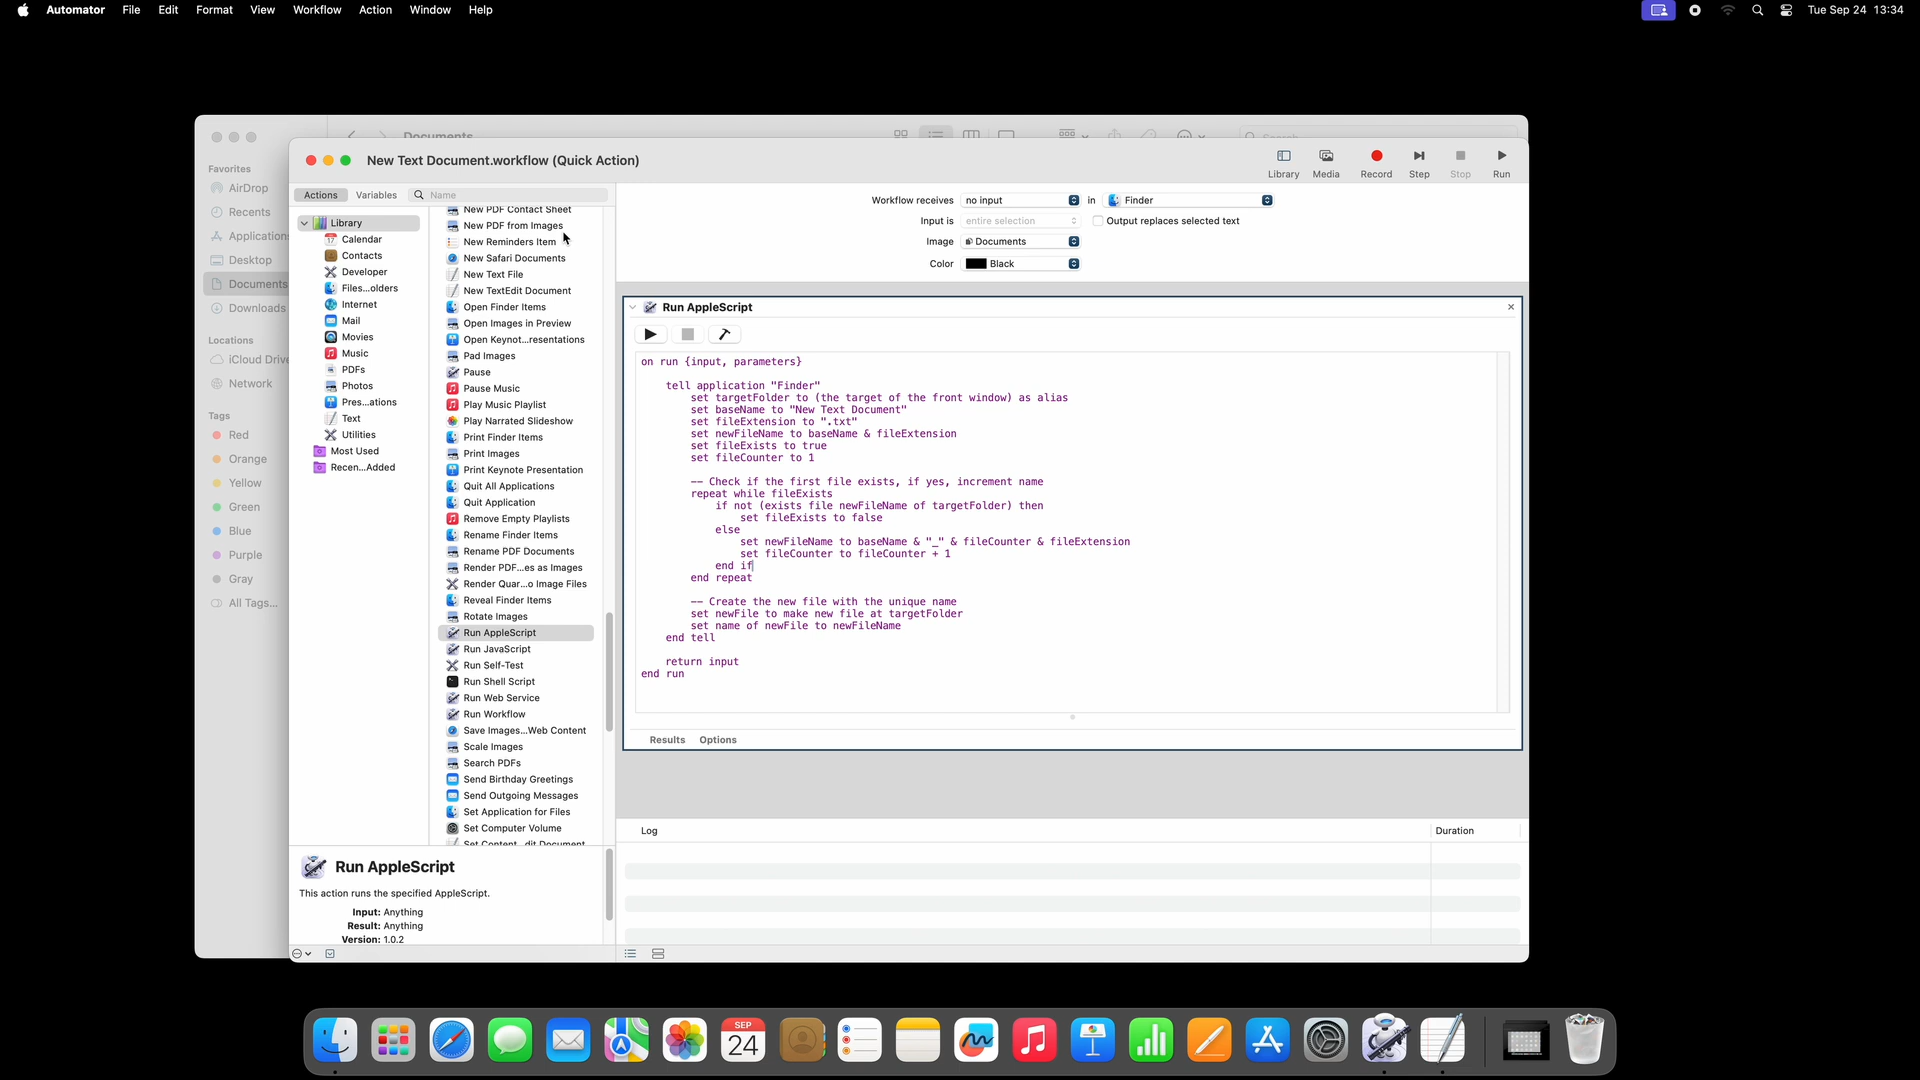 Automator File Edit Format View Workflow Action Window Help
Tue Sep 24 13:34
Documents
Search
New Text Document.workflow (Quick Action)
Library Media Record Step Stop Run
Favorites
AirDrop
Recents
Applications
Desktop
Documents
Downloads
Locations
iCloud Drive
Network
Tags
Red
Orange
Yellow
Green
Blue
Purple
Gray
All Tags...
Actions Variables Name
Library
Calendar
Contacts
Developer
Files...olders
Internet
Mail
Movies
Music
PDFs
Photos
Pres...ations
Text
Utilities
Most Used
Recen...Added
New PDF Contact Sheet
New PDF from Images
New Reminders Item
New Safari Documents
New Text File
New TextEdit Document
Open Finder Items
Open Images in Preview
Open Keynot...resentations
Pad Images
Pause
Pause Music
Play Music Playlist
Play Narrated Slideshow
Print Finder Items
Print Images
Print Keynote Presentation
Quit All Applications
Quit Application
Remove Empty Playlists
Rename Finder Items
Rename PDF Documents
Render PDF...es as Images
Render Quar...o Image Files
Reveal Finder Items
Rotate Images
Run AppleScript
Run JavaScript
Run Self-Test
Run Shell Script
Run Web Service
Run Workflow
Save Images...Web Content
Scale Images
Search PDFs
Send Birthday Greetings
Send Outgoing Messages
Set Application for Files
Set Computer Volume
Set Content...dit Document
Run AppleScript
This action runs the specified AppleScript.
Input: Anything
Result: Anything
Version: 1.0.2
Workflow receives no input in Finder
Input is entire selection Output replaces selected text
Image Documents
Color Black
Run AppleScript
on run {input, parameters}
tell application "Finder"
set targetFolder to (the target of the front window) as alias
set baseName to "New Text Document"
set fileExtension to ".txt"
set newFileName to baseName & fileExtension
set fileExists to true
set fileCounter to 1
-- Check if the first file exists, if yes, increment name
repeat while fileExists
if not (exists file newFileName of targetFolder) then
set fileExists to false
else
set newFileName to baseName & "_" & fileCounter & fileExtension
set fileCounter to fileCounter + 1
end if
end repeat
-- Create the new file with the unique name
set newFile to make new file at targetFolder
set name of newFile to newFileName
end tell
return input
end run
Results Options
Log Duration
SEP
24